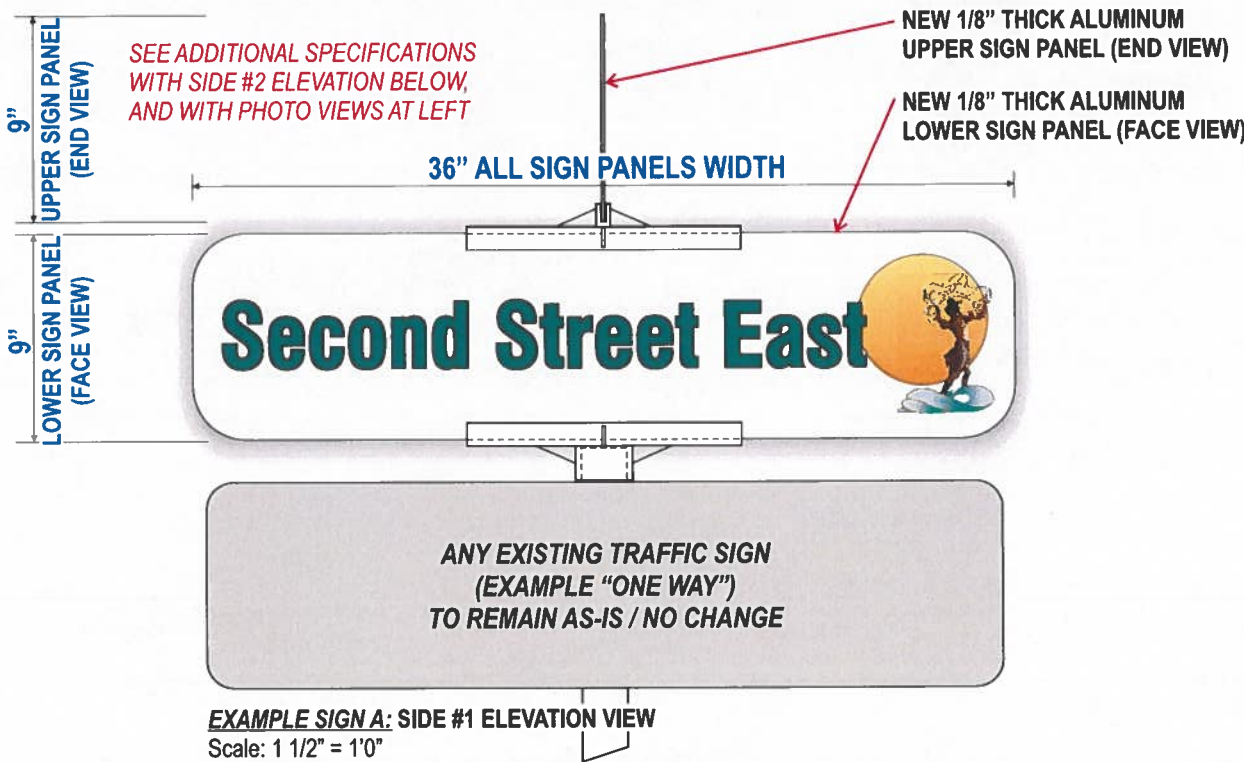 SEE ADDITIONAL SPECIFICATIONS
WITH SIDE #2 ELEVATION BELOW,
AND WITH PHOTO VIEWS AT LEFT
NEW 1/8” THICK ALUMINUM
UPPER SIGN PANEL (END VIEW)
NEW 1/8” THICK ALUMINUM
LOWER SIGN PANEL (FACE VIEW)
9”
UPPER SIGN PANEL
(END VIEW)
36” ALL SIGN PANELS WIDTH
9”
LOWER SIGN PANEL
(FACE VIEW)
Second Street East
ANY EXISTING TRAFFIC SIGN
(EXAMPLE “ONE WAY”)
TO REMAIN AS-IS / NO CHANGE
EXAMPLE SIGN A: SIDE #1 ELEVATION VIEW
Scale: 1 1/2” = 1’0”